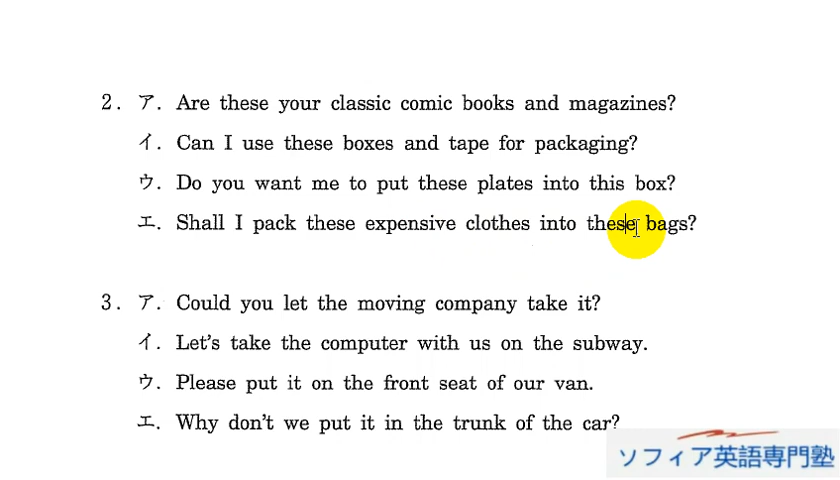 2. ア. Are these your classic comic books and magazines?
イ. Can I use these boxes and tape for packaging?
ウ. Do you want me to put these plates into this box?
エ. Shall I pack these expensive clothes into these bags?
3. ア. Could you let the moving company take it?
イ. Let's take the computer with us on the subway.
ウ. Please put it on the front seat of our van.
エ. Why don't we put it in the trunk of the car?
ソフィア英語専門塾